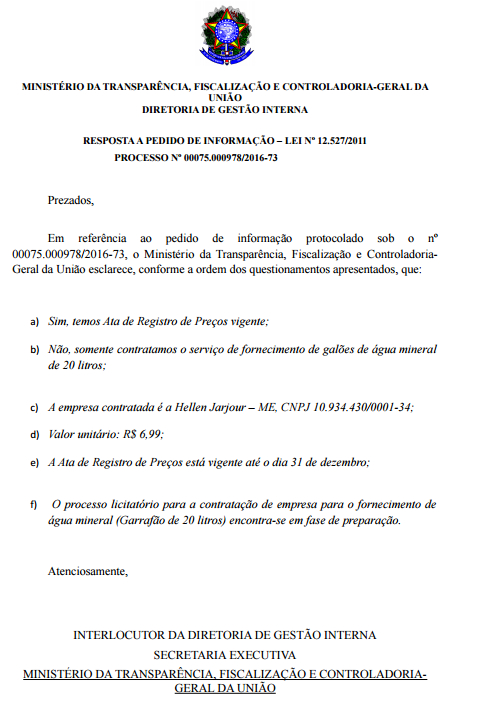 MINISTÉRIO DA TRANSPARÊNCIA, FISCALIZAÇÃO E CONTROLADORIA-GERAL DA
UNIÃO
DIRETORIA DE GESTÃO INTERNA
RESPOSTA A PEDIDO DE INFORMAÇÃO – LEI Nº 12.527/2011
PROCESSO Nº 00075.000978/2016-73
Prezados,
Em referência ao pedido de informação protocolado sob o nº
00075.000978/2016-73, o Ministério da Transparência, Fiscalização e Controladoria-
Geral da União esclarece, conforme a ordem dos questionamentos apresentados, que:
a) Sim, temos Ata de Registro de Preços vigente;
b) Não, somente contratamos o serviço de fornecimento de galões de água mineral
de 20 litros;
c) A empresa contratada é a Hellen Jarjour – ME, CNPJ 10.934.430/0001-34;
d) Valor unitário: R$ 6,99;
e) A Ata de Registro de Preços está vigente até o dia 31 de dezembro;
f) O processo licitatório para a contratação de empresa para o fornecimento de
água mineral (Garrafão de 20 litros) encontra-se em fase de preparação.
Atenciosamente,
INTERLOCUTOR DA DIRETORIA DE GESTÃO INTERNA
SECRETARIA EXECUTIVA
MINISTÉRIO DA TRANSPARÊNCIA, FISCALIZAÇÃO E CONTROLADORIA-
GERAL DA UNIÃO